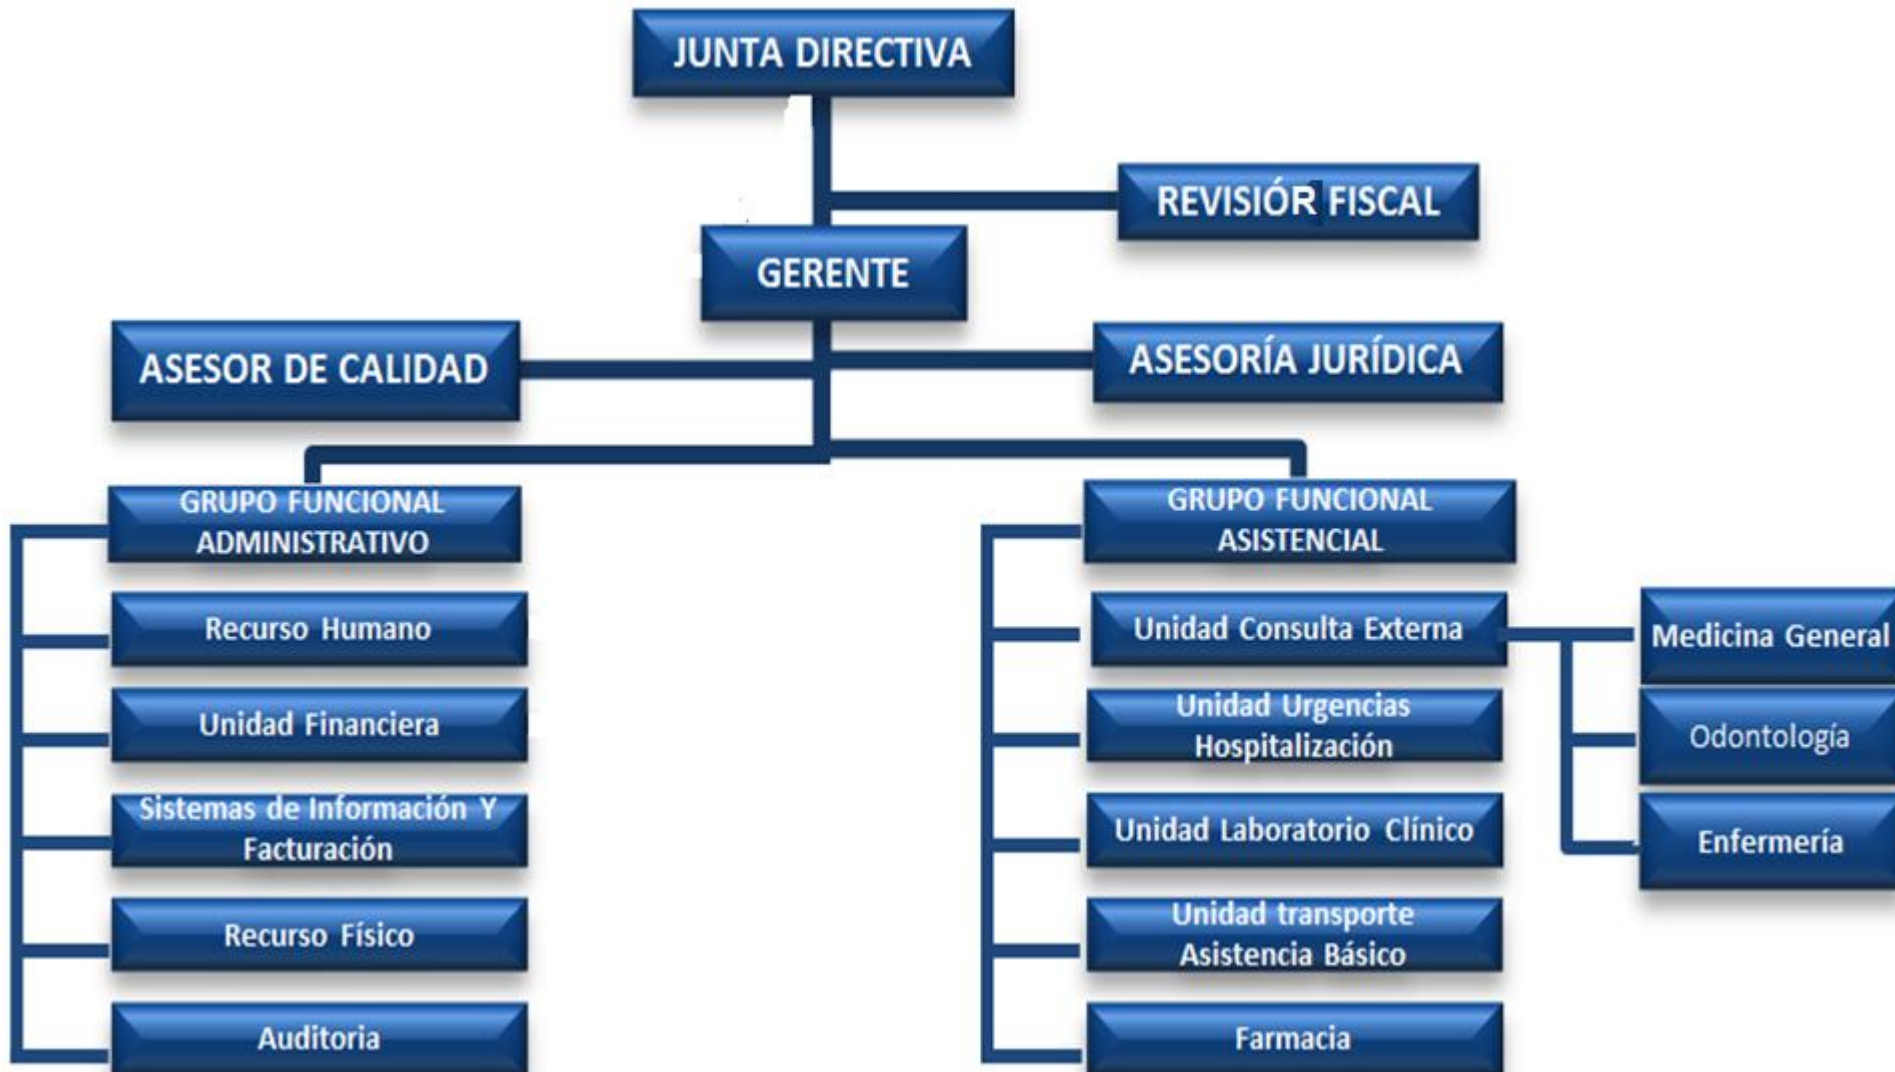 JUNTA DIRECTIVA
REVISIÓR FISCAL
GERENTE
ASESOR DE CALIDAD
ASESORÍA JURÍDICA
GRUPO FUNCIONAL
ADMINISTRATIVO
Recurso Humano
Unidad Financiera
Sistemas de Información Y
Facturación
Recurso Físico
Auditoria
GRUPO FUNCIONAL
ASISTENCIAL
Unidad Consulta Externa
Unidad Urgencias
Hospitalización
Unidad Laboratorio Clínico
Unidad transporte
Asistencia Básico
Farmacia
Medicina General
Odontología
Enfermería